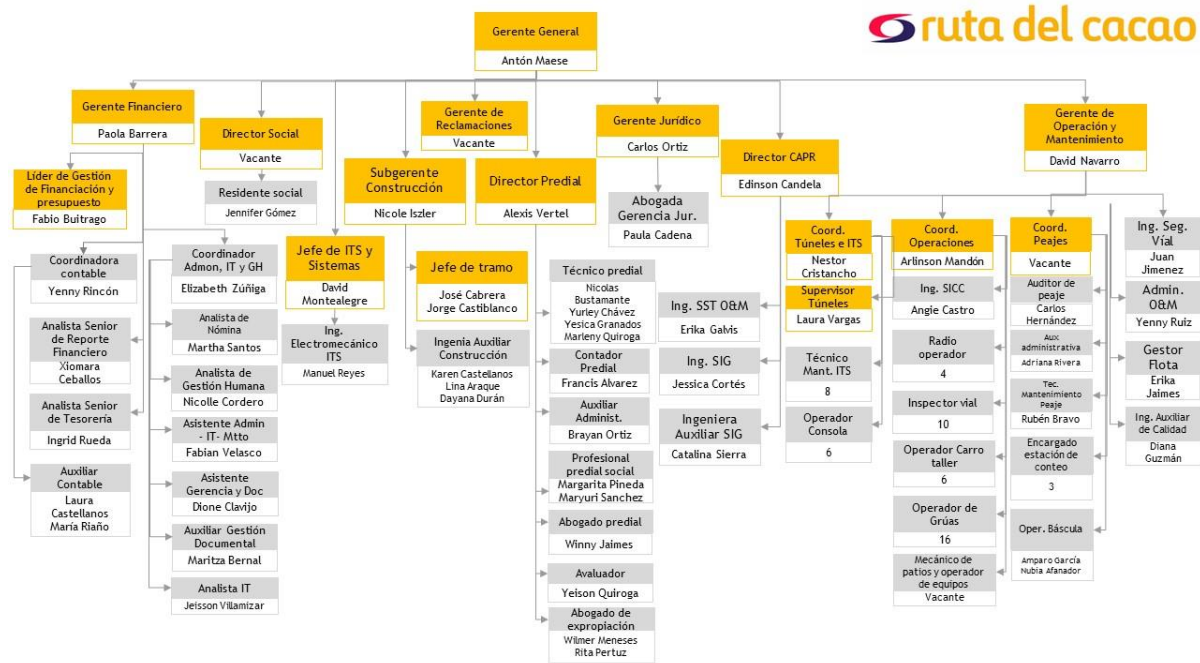 ruta del cacao
Gerente General
Antón Maese
Gerente Financiero
Paola Barrera
Director Social
Vacante
Gerente de
Reclamaciones
Vacante
Gerente Jurídico
Carlos Ortiz
Gerente de
Operación y
Mantenimiento
David Navarro
Líder de Gestión
de Financiación y
presupuesto
Fabio Buitrago
Residente social
Jennifer Gómez
Subgerente
Construcción
Nicole Iszler
Director Predial
Alexis Vertel
Abogada
Gerencia Jur.
Paula Cadena
Director CAPR
Edinson Candela
Coordinadora
contable
Yenny Rincón
Analista Senior
de Reporte
Financiero
Xiomara
Ceballos
Analista Senior
de Tesorería
Ingrid Rueda
Auxiliar
Contable
Laura
Castellanos
María Riaño
Coordinador
Admon, IT y GH
Elizabeth Zúñiga
Analista de
Nómina
Martha Santos
Analista de
Gestión Humana
Nicolle Cordero
Asistente Admin
- IT- Mtto
Fabian Velasco
Asistente
Gerencia y Doc
Dione Clavijo
Auxiliar Gestión
Documental
Maritza Bernal
Analista IT
Jeisson Villamizar
Jefe de ITS y
Sistemas
David
Montealegre
Ing.
Electromecánico
ITS
Manuel Reyes
Jefe de tramo
José Cabrera
Jorge Castiblanco
Ingenia Auxiliar
Construcción
Karen Castellanos
Lina Araque
Dayana Durán
Técnico predial
Nicolas
Bustamante
Yurley Chávez
Yesica Granados
Marleny Quiroga
Contador
Predial
Francis Alvarez
Auxiliar
Administ.
Brayan Ortiz
Profesional
predial social
Margarita Pineda
Maryuri Sanchez
Abogado predial
Winny Jaimes
Avaluador
Yeison Quiroga
Abogado de
expropiación
Wilmer Meneses
Rita Pertuz
Ing. SST O&M
Erika Galvis
Ing. SIG
Jessica Cortés
Ingeniera
Auxiliar SIG
Catalina Sierra
Coord.
Túneles e ITS
Nestor
Cristancho
Supervisor
Túneles
Laura Vargas
Técnico
Mant. ITS
8
Operador
Consola
6
Coord.
Operaciones
Arlinson Mandón
Ing. SICC
Angie Castro
Radio
operador
4
Inspector vial
10
Operador Carro
taller
6
Operador de
Grúas
16
Mecánico de
patios y operador
de equipos
Vacante
Coord.
Peajes
Vacante
Auditor de
peaje
Carlos
Hernández
Aux
administrativa
Adriana Rivera
Tec.
Mantenimiento
Peaje
Rubén Bravo
Encargado
estación de
conteo
3
Oper. Báscula
Amparo García
Nubia Afanador
Ing. Seg.
Víal
Juan
Jimenez
Admin.
O&M
Yenny Ruiz
Gestor
Flota
Erika
Jaimes
Ing. Auxiliar
de Calidad
Diana
Guzmán